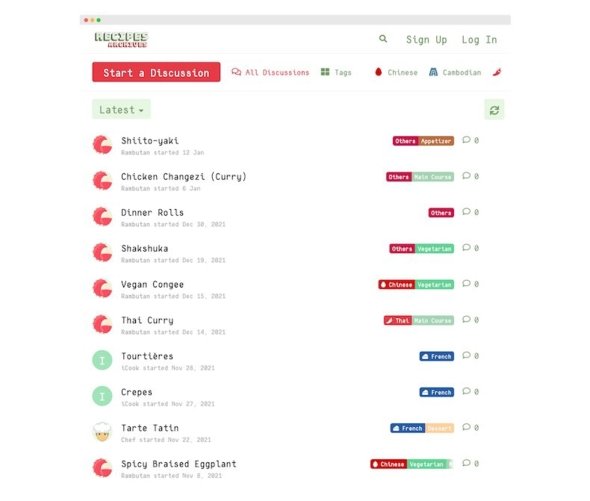 RECIPES
ARCHIVES
Sign Up
Log In
Start a Discussion
All Discussions
Tags
Chinese
Cambodian
Latest
Shiito-yaki
Others Appetizer
0
Rambutan started 12 Jan
Chicken Changezi (Curry)
Others Main Course
0
Rambutan started 6 Jan
Dinner Rolls
Others
0
Rambutan started Dec 30, 2021
Shakshuka
Others Vegetarian
0
Rambutan started Dec 19, 2021
Vegan Congee
Chinese Vegetarian
0
Rambutan started Dec 15, 2021
Thai Curry
Thai Main Course
0
Rambutan started Dec 14, 2021
I
Tourtières
French
0
iCook started Nov 28, 2021
I
Crepes
French
0
iCook started Nov 27, 2021
Tarte Tatin
French Dessert
0
Chef started Nov 22, 2021
Spicy Braised Eggplant
Chinese Vegetarian
0
Rambutan started Nov 8, 2021